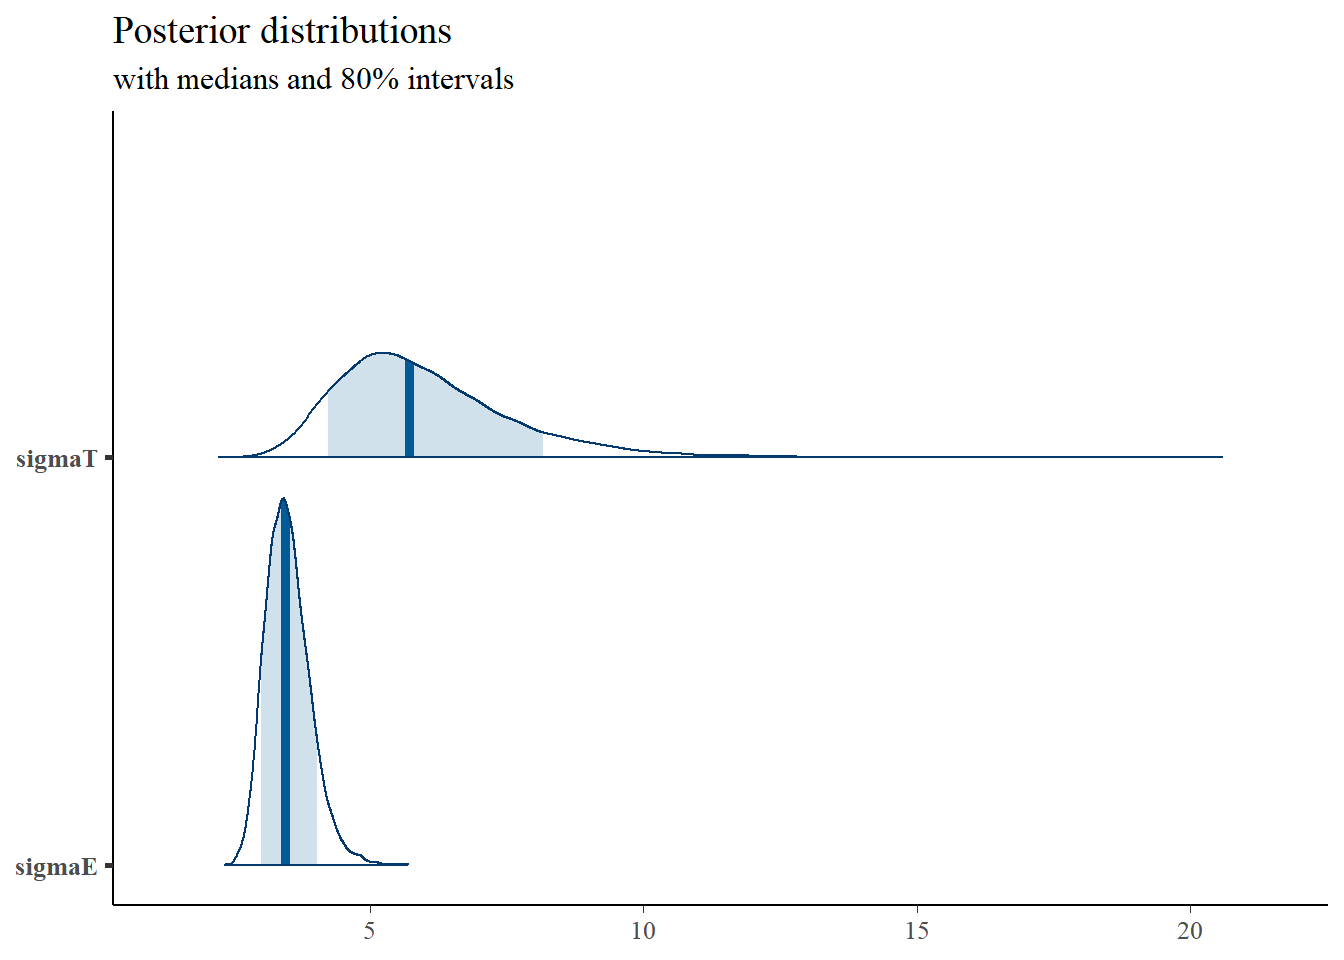 Posterior distributions
with medians and 80% intervals
sigmaT
sigmaE
5 10 15 20